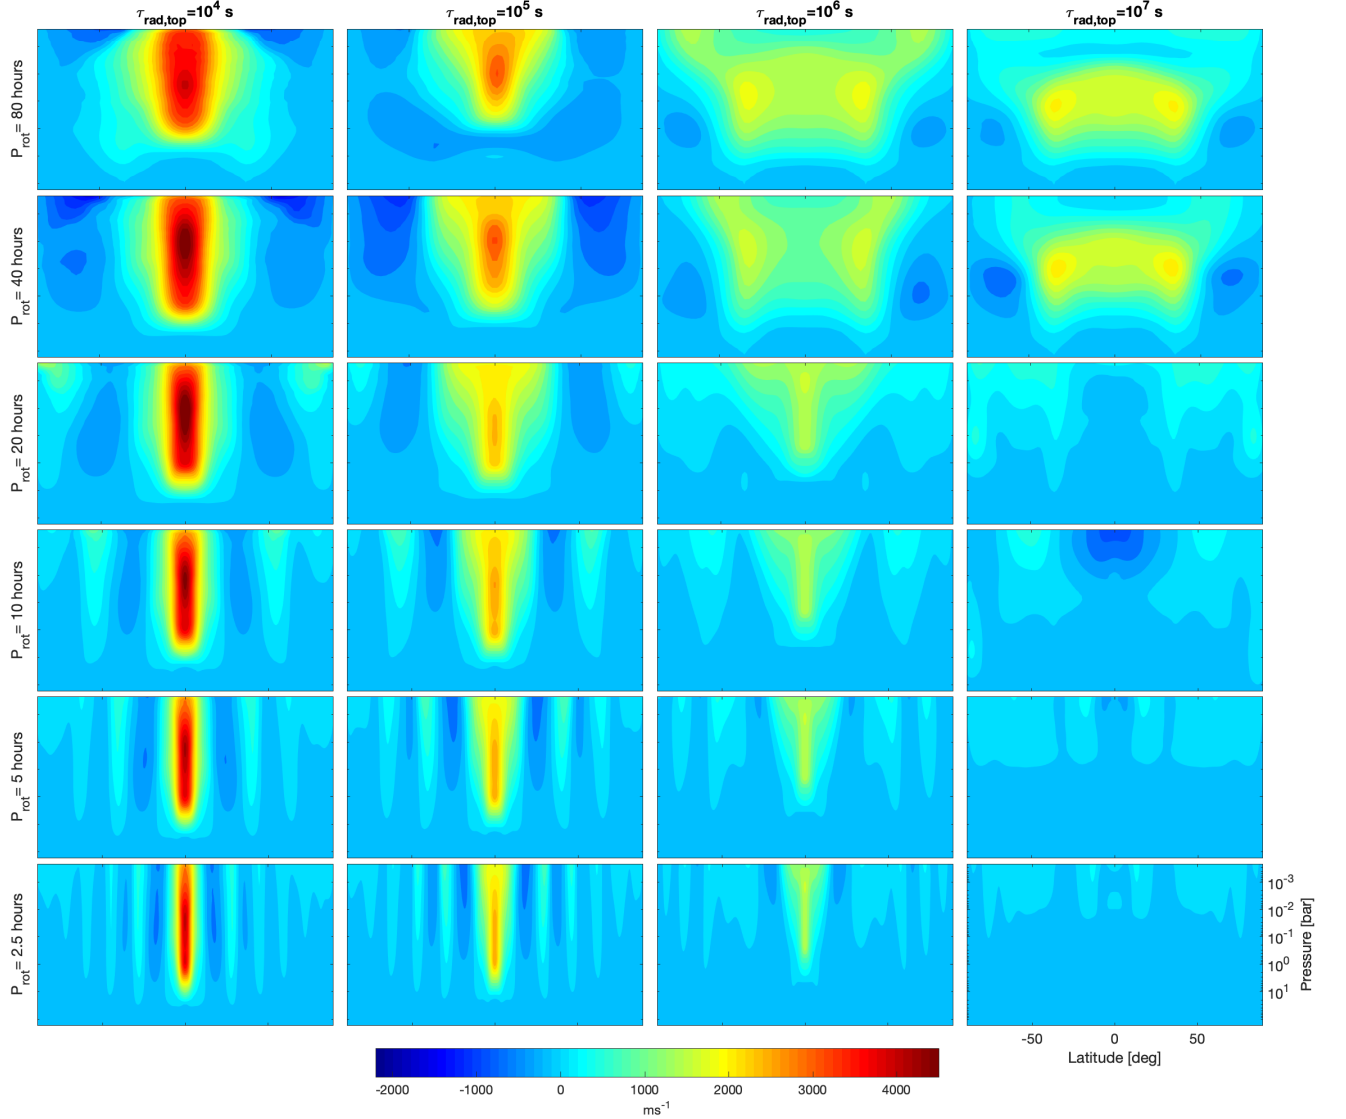 τrad,top=10⁴ s
τrad,top=10⁵ s
τrad,top=10⁶ s
τrad,top=10⁷ s
Prot= 80 hours
Prot= 40 hours
Prot= 20 hours
Prot= 10 hours
Prot= 5 hours
Prot= 2.5 hours
10⁻³
10⁻²
10⁻¹
10⁰
10¹
Pressure [bar]
-50 0 50
Latitude [deg]
-2000 -1000 0 1000 2000 3000 4000
ms⁻¹